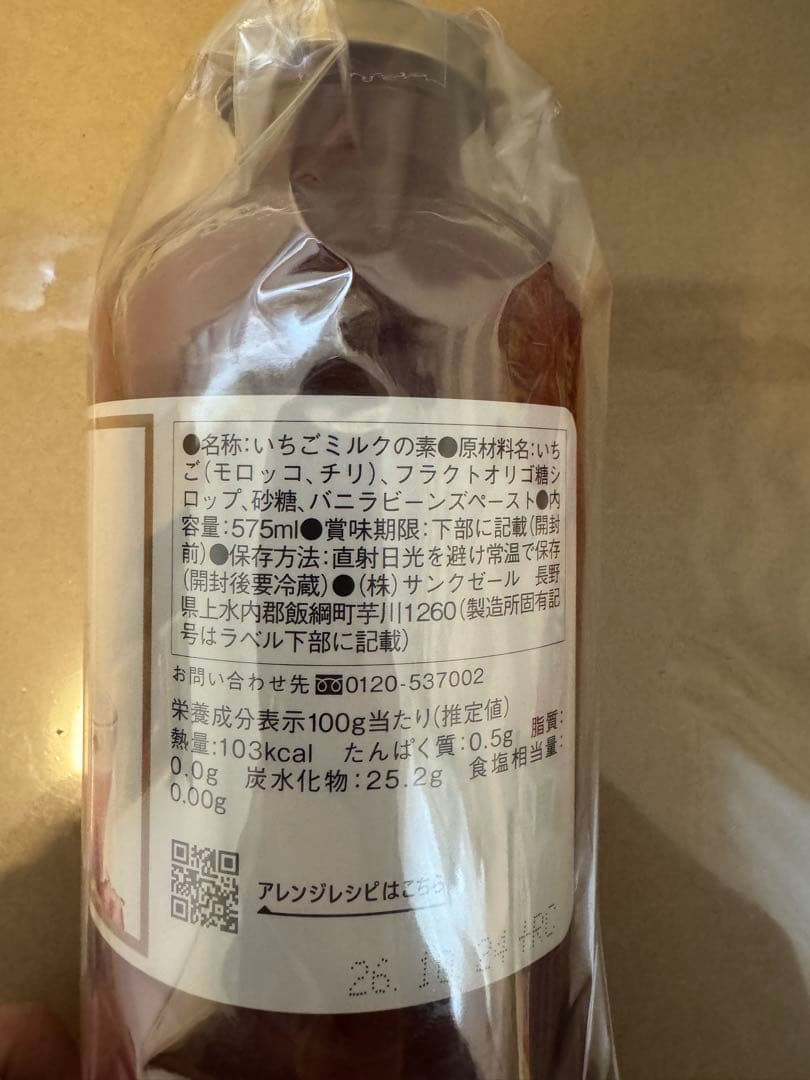 ●名称:いちごミルクの素●原材料名:いち
ご(モロッコ、チリ)、フラクトオリゴ糖シ
ロップ、砂糖、バニラビーンズペースト●内
容量:575ml●賞味期限:下部に記載(開封
前)●保存方法:直射日光を避け常温で保存
(開封後要冷蔵)●(株)サンクゼール 長野
県上水内郡飯綱町芋川1260(製造所固有記
号はラベル下部に記載)
お問い合わせ先 0120-537002
栄養成分表示100g当たり(推定値)
熱量:103kcal たんぱく質:0.5g 脂質:
0.0g 炭水化物:25.2g 食塩相当量:
0.00g
アレンジレシピはこちら
26. 24